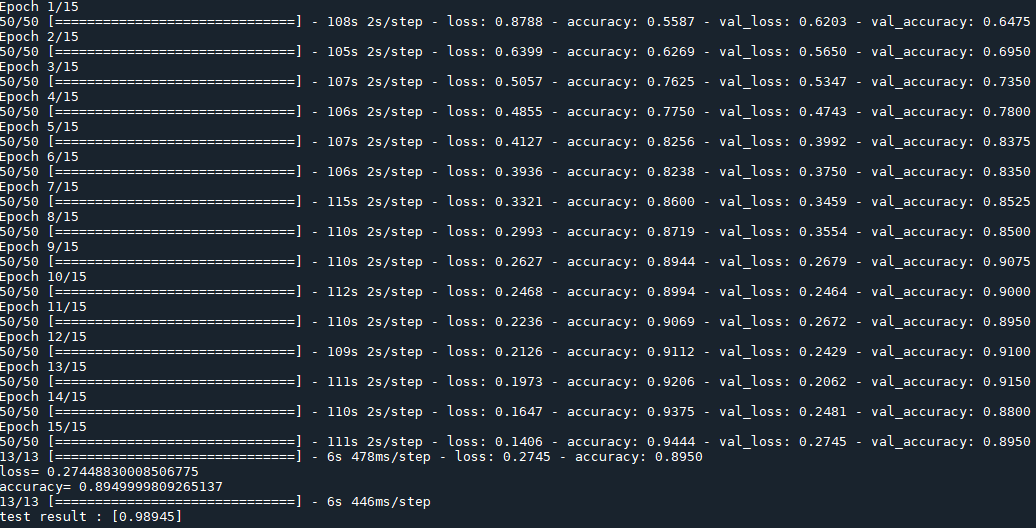 Epoch 1/15
50/50 [==============================] - 108s 2s/step - loss: 0.8788 - accuracy: 0.5587 - val_loss: 0.6203 - val_accuracy: 0.6475
Epoch 2/15
50/50 [==============================] - 105s 2s/step - loss: 0.6399 - accuracy: 0.6269 - val_loss: 0.5650 - val_accuracy: 0.6950
Epoch 3/15
50/50 [==============================] - 107s 2s/step - loss: 0.5057 - accuracy: 0.7625 - val_loss: 0.5347 - val_accuracy: 0.7350
Epoch 4/15
50/50 [==============================] - 106s 2s/step - loss: 0.4855 - accuracy: 0.7750 - val_loss: 0.4743 - val_accuracy: 0.7800
Epoch 5/15
50/50 [==============================] - 107s 2s/step - loss: 0.4127 - accuracy: 0.8256 - val_loss: 0.3992 - val_accuracy: 0.8375
Epoch 6/15
50/50 [==============================] - 106s 2s/step - loss: 0.3936 - accuracy: 0.8238 - val_loss: 0.3750 - val_accuracy: 0.8350
Epoch 7/15
50/50 [==============================] - 115s 2s/step - loss: 0.3321 - accuracy: 0.8600 - val_loss: 0.3459 - val_accuracy: 0.8525
Epoch 8/15
50/50 [==============================] - 110s 2s/step - loss: 0.2993 - accuracy: 0.8719 - val_loss: 0.3554 - val_accuracy: 0.8500
Epoch 9/15
50/50 [==============================] - 110s 2s/step - loss: 0.2627 - accuracy: 0.8944 - val_loss: 0.2679 - val_accuracy: 0.9075
Epoch 10/15
50/50 [==============================] - 112s 2s/step - loss: 0.2468 - accuracy: 0.8994 - val_loss: 0.2464 - val_accuracy: 0.9000
Epoch 11/15
50/50 [==============================] - 110s 2s/step - loss: 0.2236 - accuracy: 0.9069 - val_loss: 0.2672 - val_accuracy: 0.8950
Epoch 12/15
50/50 [==============================] - 109s 2s/step - loss: 0.2126 - accuracy: 0.9112 - val_loss: 0.2429 - val_accuracy: 0.9100
Epoch 13/15
50/50 [==============================] - 111s 2s/step - loss: 0.1973 - accuracy: 0.9206 - val_loss: 0.2062 - val_accuracy: 0.9150
Epoch 14/15
50/50 [==============================] - 110s 2s/step - loss: 0.1647 - accuracy: 0.9375 - val_loss: 0.2481 - val_accuracy: 0.8800
Epoch 15/15
50/50 [==============================] - 111s 2s/step - loss: 0.1406 - accuracy: 0.9444 - val_loss: 0.2745 - val_accuracy: 0.8950
13/13 [==============================] - 6s 478ms/step - loss: 0.2745 - accuracy: 0.8950
loss= 0.27448830008506775
accuracy= 0.8949999809265137
13/13 [==============================] - 6s 446ms/step
test result : [0.98945]